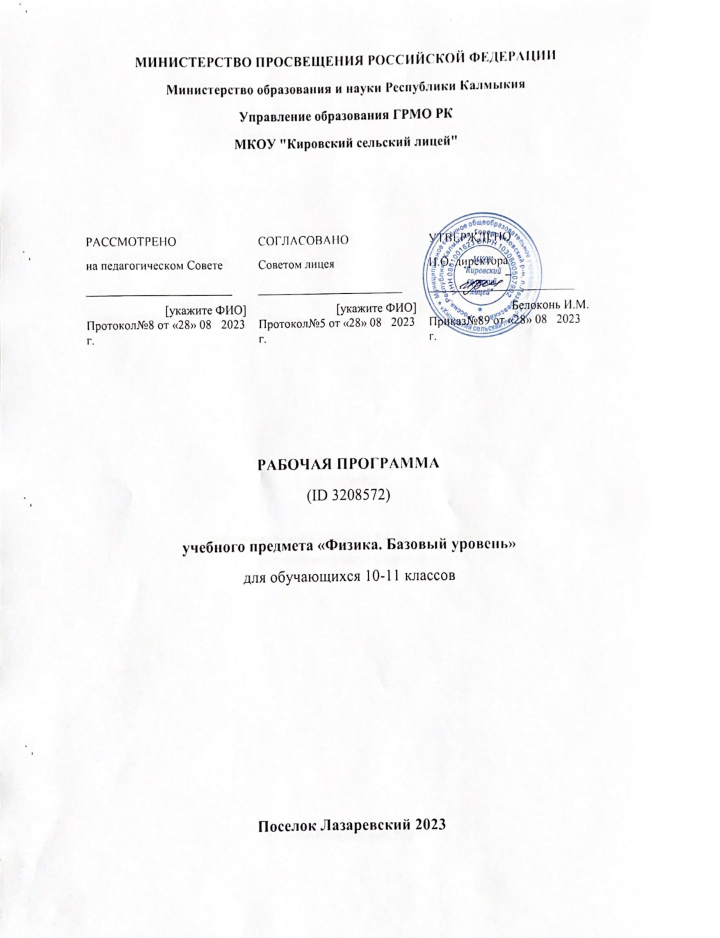 МИНИСТЕРСТВО ПРОСВЕЩЕНИЯ РОССИЙСКОЙ ФЕДЕРАЦИИ
Министерство образования и науки Республики Калмыкия
Управление образования ГРМО РК
МКОУ "Кировский сельский лицей"
РАССМОТРЕНО
на педагогическом Совете
[укажите ФИО]
Протокол№8 от «28» 08 2023
г.
СОГЛАСОВАНО
Советом лицея
[укажите ФИО]
Протокол№5 от «28» 08 2023
г.
УТВЕРЖДЕНО
И.О. директора
Белоконь И.М.
Приказ№89 от «28» 08 2023
г.
МКОУ
"Кировский
лицей"
РАБОЧАЯ ПРОГРАММА
(ID 3208572)
учебного предмета «Физика. Базовый уровень»
для обучающихся 10-11 классов
Поселок Лазаревский 2023